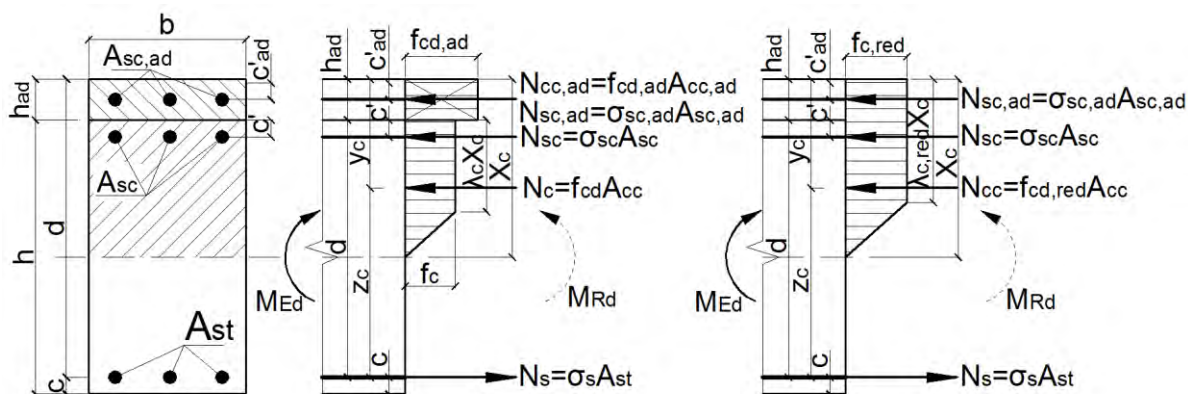 b
Asc,ad
c'ad
had
c'
Asc
d
h
Ast
c
had
c'ad
fcd,ad
c'
yc
λcXc
Xc
d
zc
fc
MEd
MRd
c
Ncc,ad=fcd,adAcc,ad
Nsc,ad=σsc,adAsc,ad
Nsc=σscAsc
Nc=fcdAcc
Ns=σsAst
had
c'ad
fc,red
c'
yc
λc,redXc
Xc
d
zc
MEd
MRd
c
Nsc,ad=σsc,adAsc,ad
Nsc=σscAsc
Ncc=fcd,redAcc
Ns=σsAst